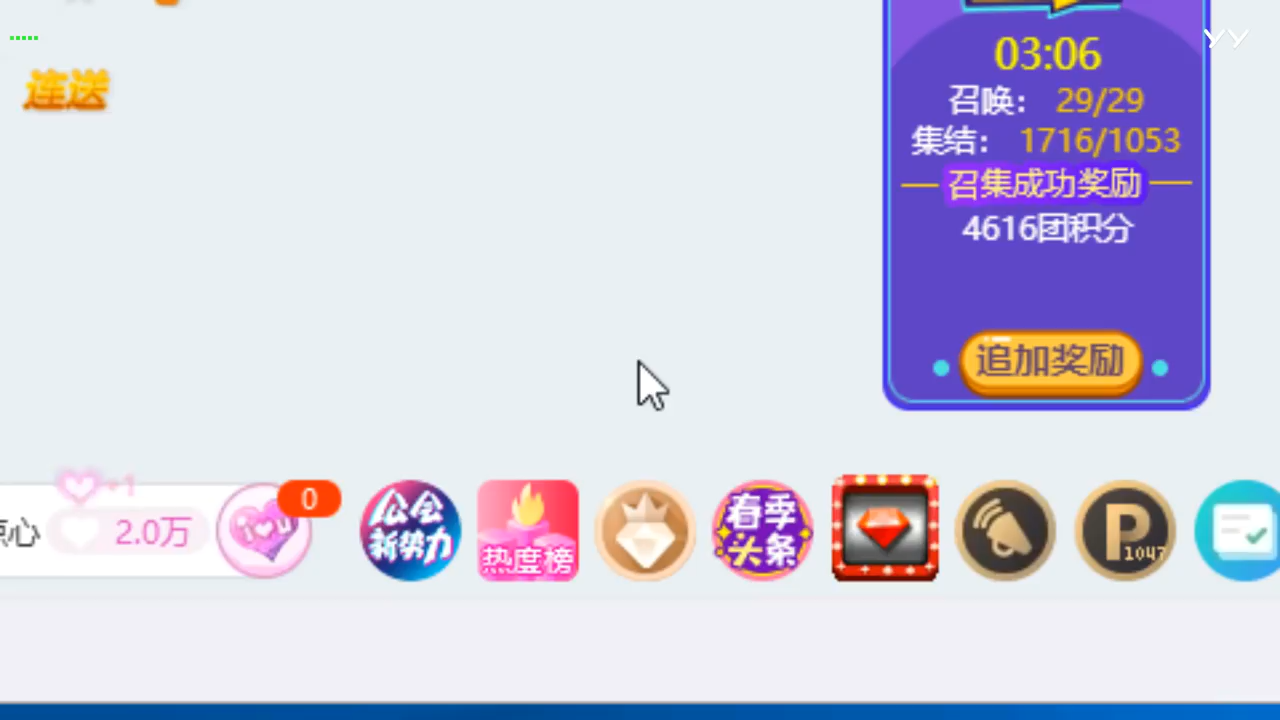 YY
连送
03:06
召唤： 29/29
集结： 1716/1053
召集成功奖励
4616团积分
追加奖励
+1
0
心
2.0万
i U
公会
新势力
热度榜
春季
头条
P
1047